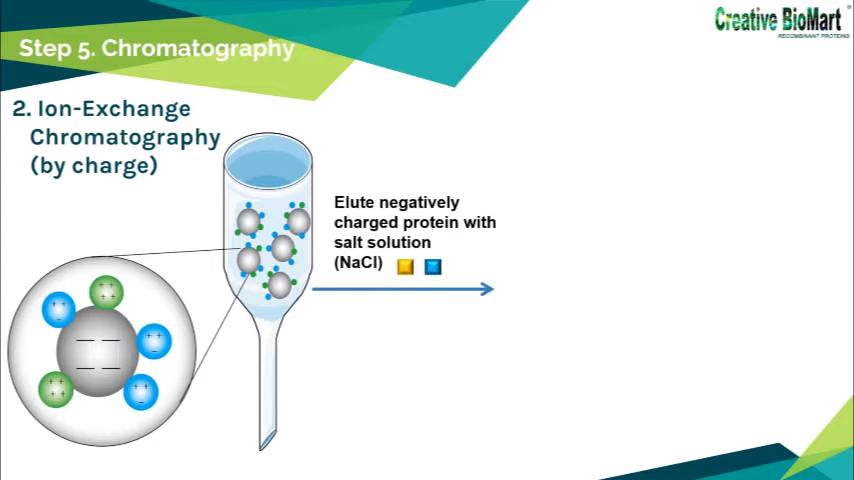 Creative BioMart®
RECOMBINANT PROTEINS
Step 5. Chromatography
2. Ion-Exchange
Chromatography
(by charge)
Elute negatively
charged protein with
salt solution
(NaCl)
+ +
+ +
+ +
–
+ +
–
— —
— —
+ +
+ +
+ +
–